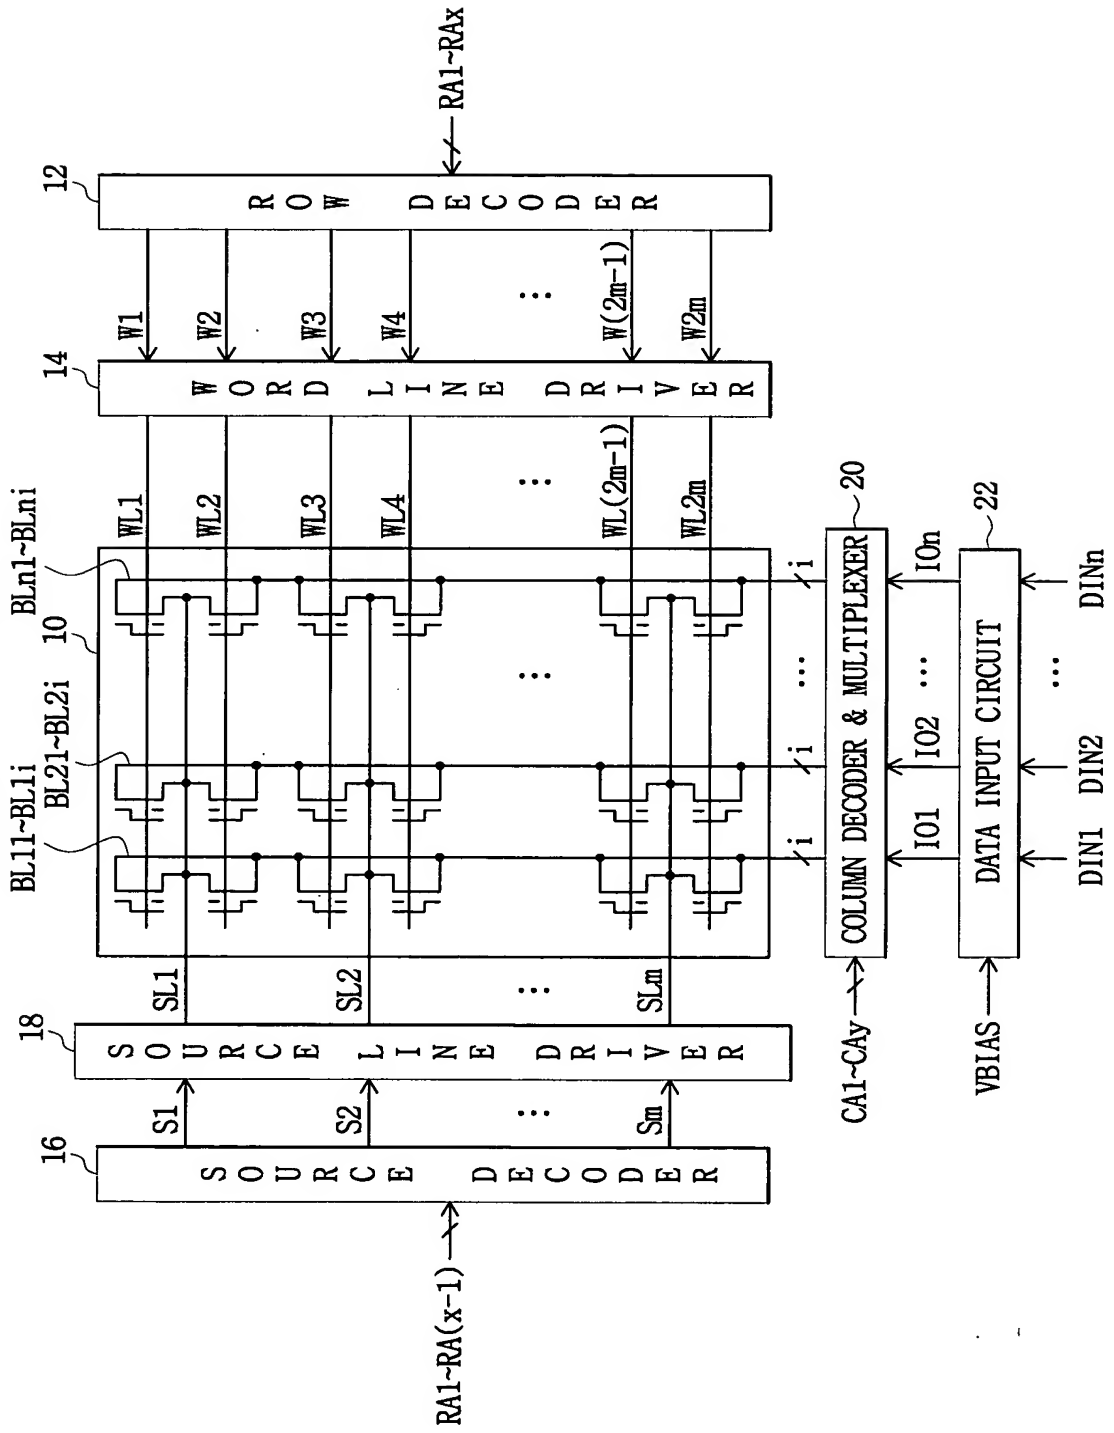 12
ROW DECODER
RA1~RAx
W1
W2
W3
W4
W(2m-1)
W2m
14
WORD LINE DRIVER
WL1
WL2
WL3
WL4
WL(2m-1)
WL2m
10
BLn1~BLni
BL21~BL2i
BL11~BL1i
SL1
SL2
SLm
18
SOURCE LINE DRIVER
S1
S2
Sm
16
SOURCE DECODER
RA1~RA(x-1)
i
i
i
20
COLUMN DECODER & MULTIPLEXER
CA1~CAy
IO1
IO2
IOn
22
DATA INPUT CIRCUIT
VBIAS
DIN1
DIN2
DINn